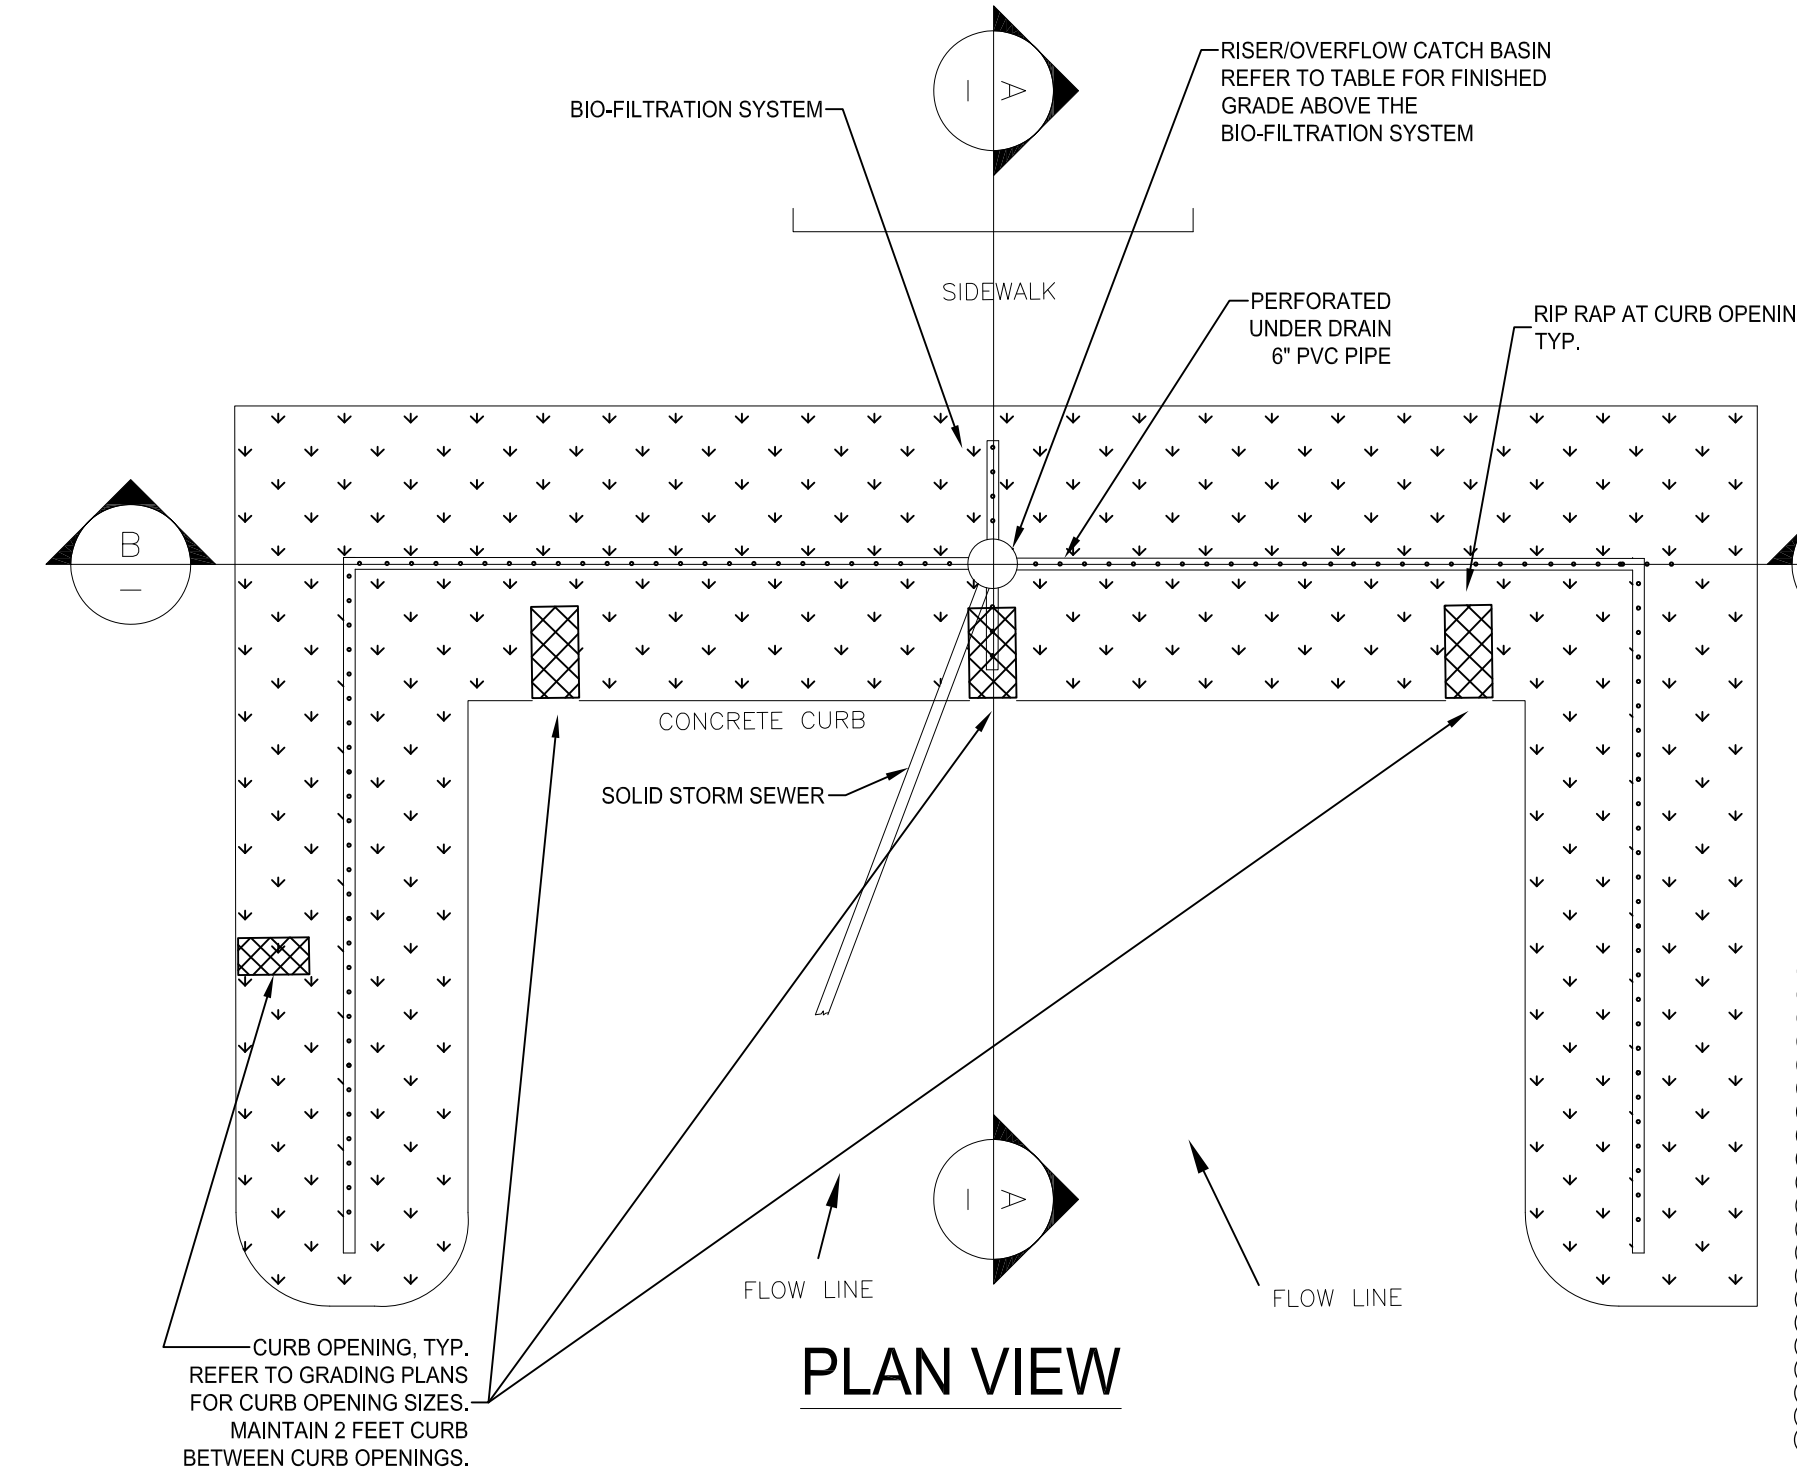 A
RISER/OVERFLOW CATCH BASIN
REFER TO TABLE FOR FINISHED
GRADE ABOVE THE
BIO-FILTRATION SYSTEM
BIO-FILTRATION SYSTEM
SIDEWALK
PERFORATED
UNDER DRAIN
6" PVC PIPE
RIP RAP AT CURB OPENIN
TYP.
B
CONCRETE CURB
SOLID STORM SEWER
A
FLOW LINE
FLOW LINE
CURB OPENING, TYP.
REFER TO GRADING PLANS
FOR CURB OPENING SIZES.
MAINTAIN 2 FEET CURB
BETWEEN CURB OPENINGS.
PLAN VIEW